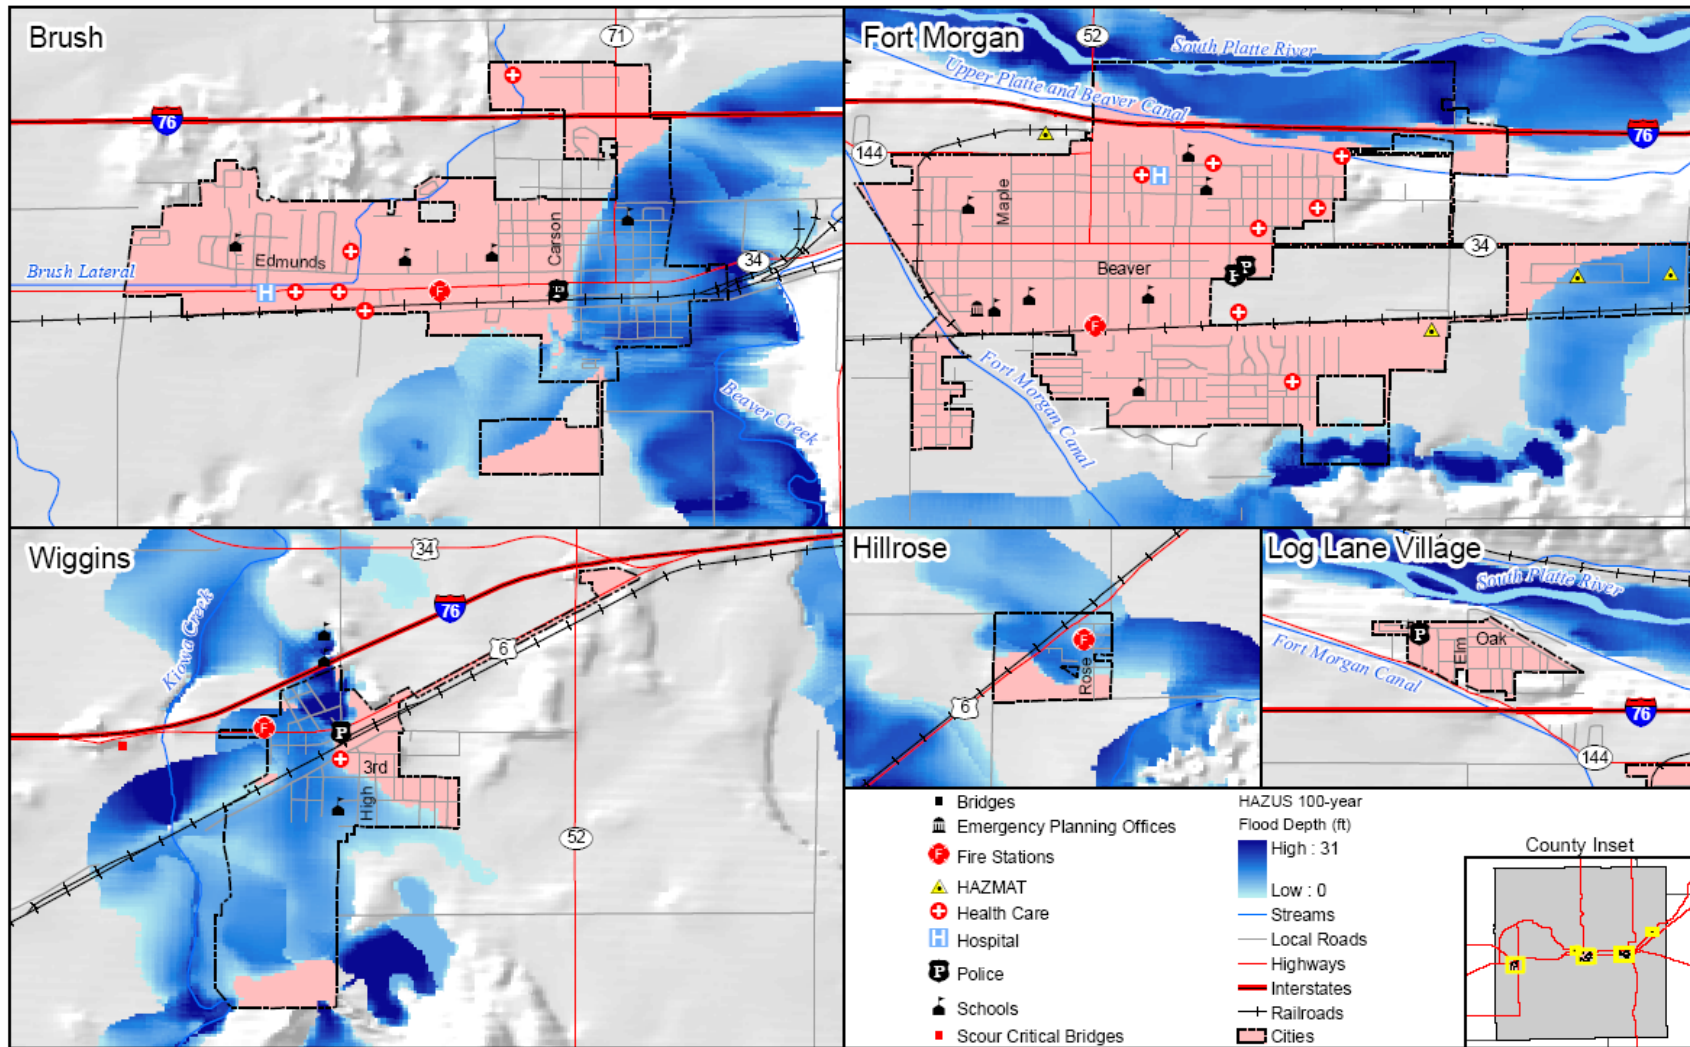 Brush
71
76
Edmunds
Carson
Brush Lateral
H
F
P
34
Beaver Creek
Fort Morgan
52
South Platte River
Upper Platte and Beaver Canal
76
144
Maple
H
34
Beaver
P
P
F
Fort Morgan Canal
Wiggins
34
Kiowa Creek
76
6
F
P
3rd
High
52
Hillrose
F
Rose
6
Log Lane Village
South Platte River
P
Elm
Oak
Fort Morgan Canal
76
144
Bridges
Emergency Planning Offices
F Fire Stations
HAZMAT
Health Care
H Hospital
P Police
Schools
Scour Critical Bridges
HAZUS 100-year
Flood Depth (ft)
High : 31
Low : 0
Streams
Local Roads
Highways
Interstates
Railroads
Cities
County Inset